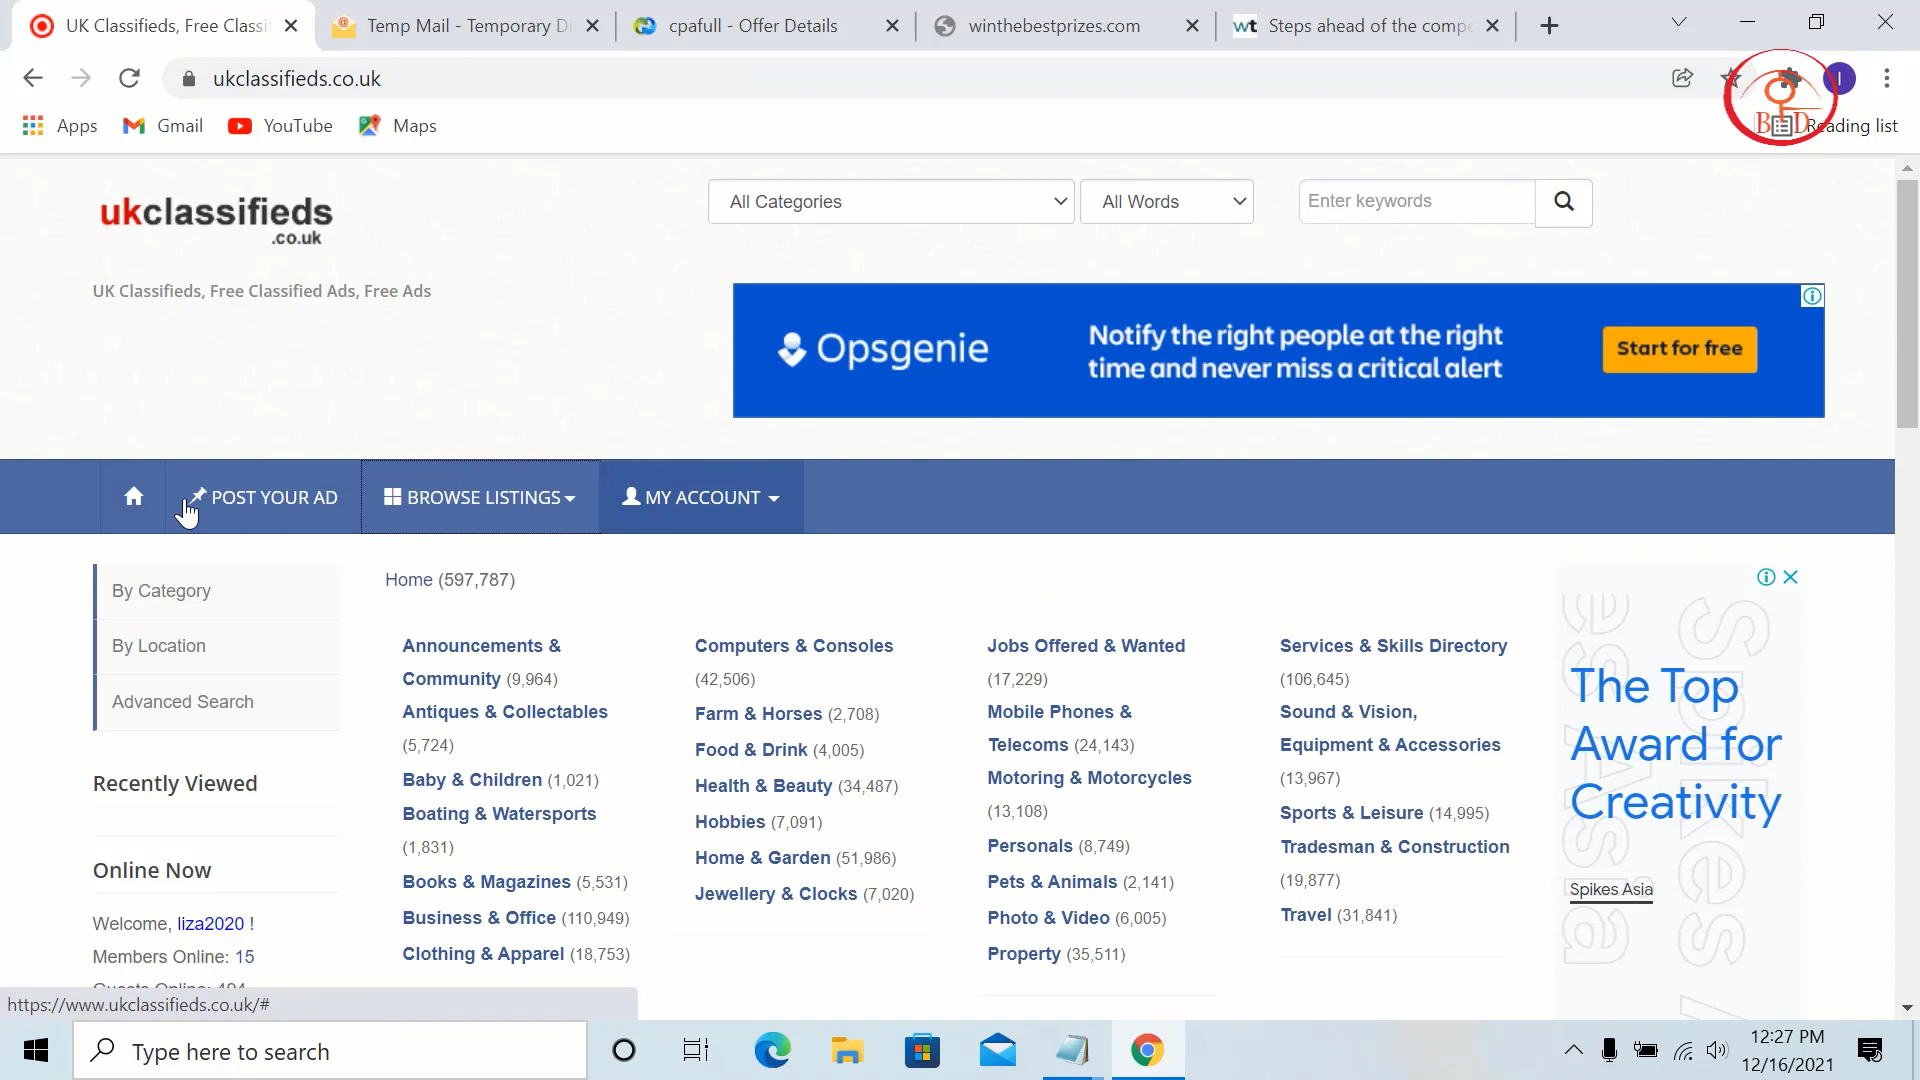 UK Classifieds, Free Classi
Temp Mail - Temporary D
cpafull - Offer Details
winthebestprizes.com
wt Steps ahead of the compe
ukclassifieds.co.uk
I
Apps
Gmail
YouTube
Maps
B D
Reading list
ukclassifieds
.co.uk
UK Classifieds, Free Classified Ads, Free Ads
All Categories
All Words
Enter keywords
Opsgenie
Notify the right people at the right
time and never miss a critical alert
Start for free
POST YOUR AD
BROWSE LISTINGS
MY ACCOUNT
By Category
By Location
Advanced Search
Recently Viewed
Online Now
Welcome, liza2020 !
Members Online: 15
Guests Online: 494
Home (597,787)
Announcements &
Community (9,964)
Antiques & Collectables
(5,724)
Baby & Children (1,021)
Boating & Watersports
(1,831)
Books & Magazines (5,531)
Business & Office (110,949)
Clothing & Apparel (18,753)
Computers & Consoles
(42,506)
Farm & Horses (2,708)
Food & Drink (4,005)
Health & Beauty (34,487)
Hobbies (7,091)
Home & Garden (51,986)
Jewellery & Clocks (7,020)
Jobs Offered & Wanted
(17,229)
Mobile Phones &
Telecoms (24,143)
Motoring & Motorcycles
(13,108)
Personals (8,749)
Pets & Animals (2,141)
Photo & Video (6,005)
Property (35,511)
Services & Skills Directory
(106,645)
Sound & Vision,
Equipment & Accessories
(13,967)
Sports & Leisure (14,995)
Tradesman & Construction
(19,877)
Travel (31,841)
The Top
Award for
Creativity
Spikes Asia
es Asia
Spikes A
https://www.ukclassifieds.co.uk/#
Type here to search
12:27 PM
12/16/2021